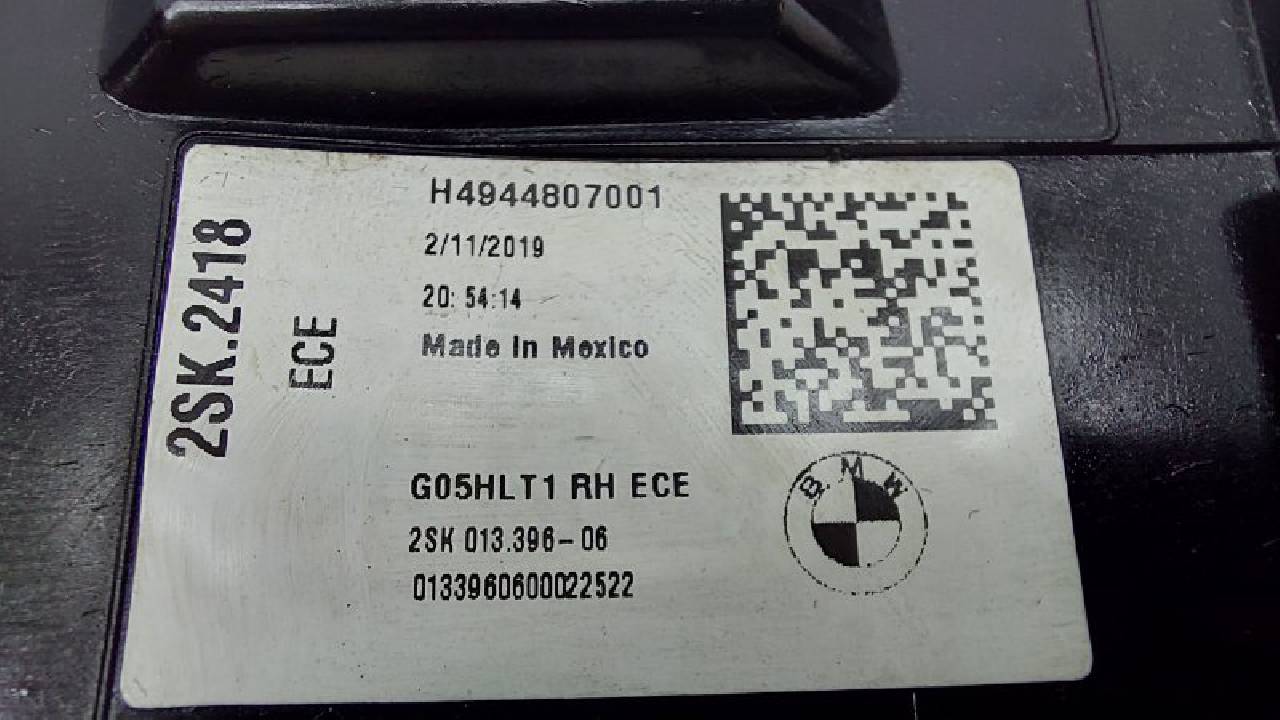 2SK.2418
ECE
H4944807001
2/11/2019
20:54:14
Made in Mexico
G05HLT1 RH ECE
2SK 013.396-06
0133960600022522
BMW